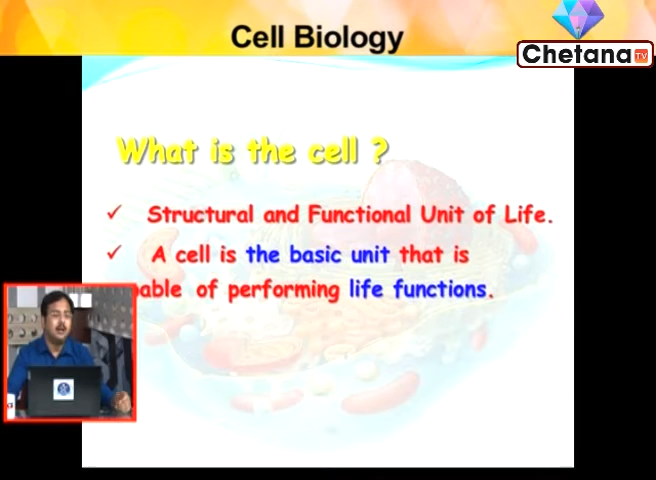 Cell Biology
Chetana TV
What is the cell ?
✓ Structural and Functional Unit of Life.
✓ A cell is the basic unit that is
able of performing life functions.